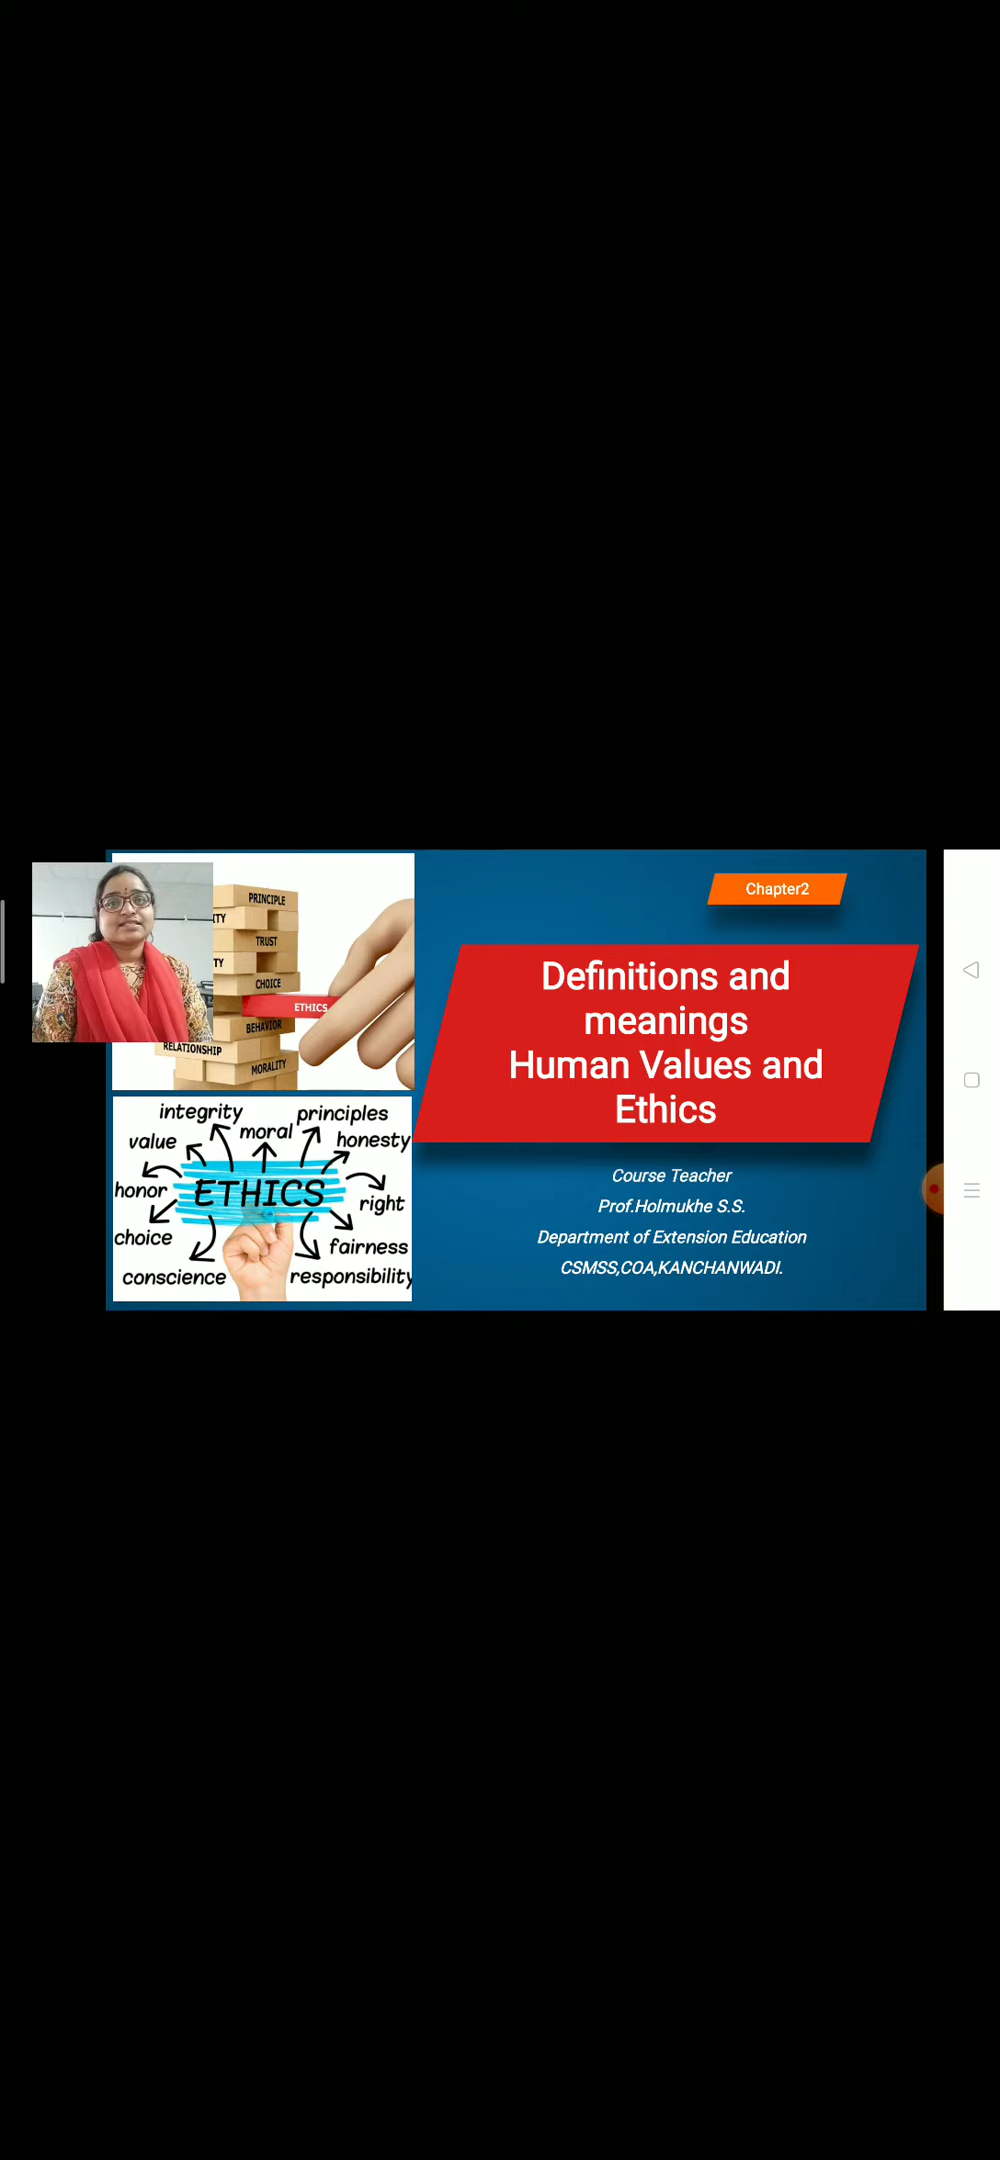 PRINCIPLE
ITY
TRUST
TY
CHOICE
ETHICS
BEHAVIOR
RELATIONSHIP
MORALITY
integrity
principles
value
moral
honesty
honor
ETHICS
right
choice
fairness
conscience
responsibility
Chapter2
Definitions and
meanings
Human Values and
Ethics
Course Teacher
Prof.Holmukhe S.S.
Department of Extension Education
CSMSS,COA,KANCHANWADI.